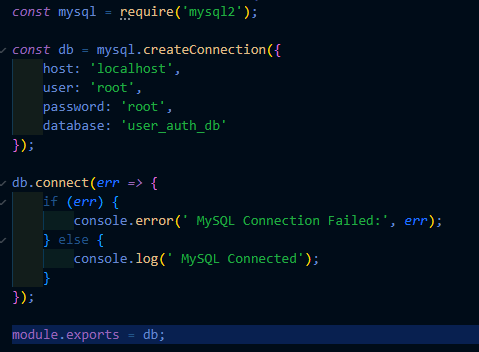 const mysql = require('mysql2');
const db = mysql.createConnection({
    host: 'localhost',
    user: 'root',
    password: 'root',
    database: 'user_auth_db'
});
db.connect(err => {
    if (err) {
        console.error(' MySQL Connection Failed:', err);
    } else {
        console.log(' MySQL Connected');
    }
});
module.exports = db;